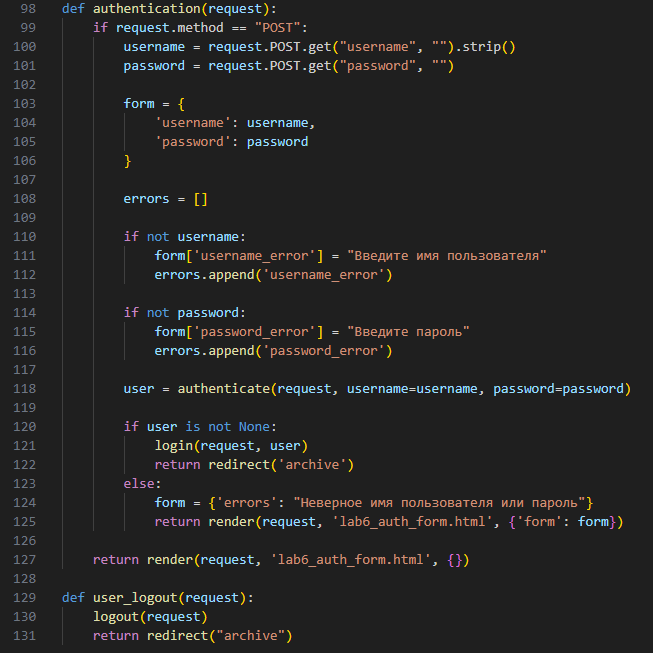 98 def authentication(request):
99     if request.method == "POST":
100         username = request.POST.get("username", "").strip()
101         password = request.POST.get("password", "")
102
103         form = {
104             'username': username,
105             'password': password
106         }
107
108         errors = []
109
110         if not username:
111             form['username_error'] = "Введите имя пользователя"
112             errors.append('username_error')
113
114         if not password:
115             form['password_error'] = "Введите пароль"
116             errors.append('password_error')
117
118         user = authenticate(request, username=username, password=password)
119
120         if user is not None:
121             login(request, user)
122             return redirect('archive')
123         else:
124             form = {'errors': "Неверное имя пользователя или пароль"}
125             return render(request, 'lab6_auth_form.html', {'form': form})
126
127     return render(request, 'lab6_auth_form.html', {})
128
129 def user_logout(request):
130     logout(request)
131     return redirect("archive")